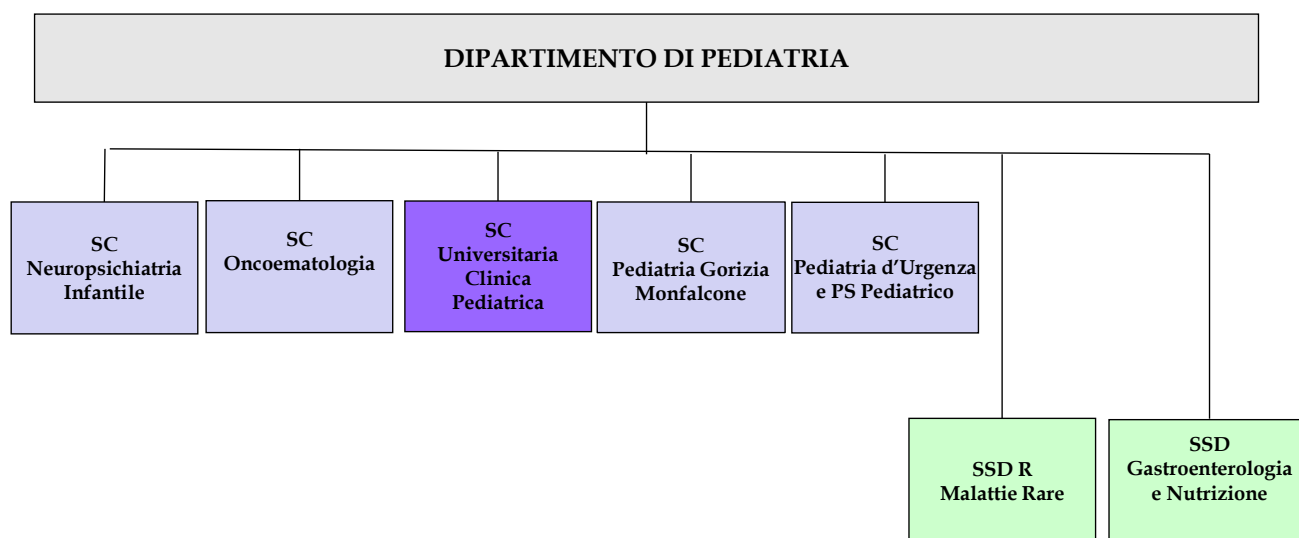 DIPARTIMENTO DI PEDIATRIA
SC
Neuropsichiatria
Infantile
SC
Oncoematologia
SC
Universitaria
Clinica
Pediatrica
SC
Pediatria Gorizia
Monfalcone
SC
Pediatria d’Urgenza
e PS Pediatrico
SSD R
Malattie Rare
SSD
Gastroenterologia
e Nutrizione